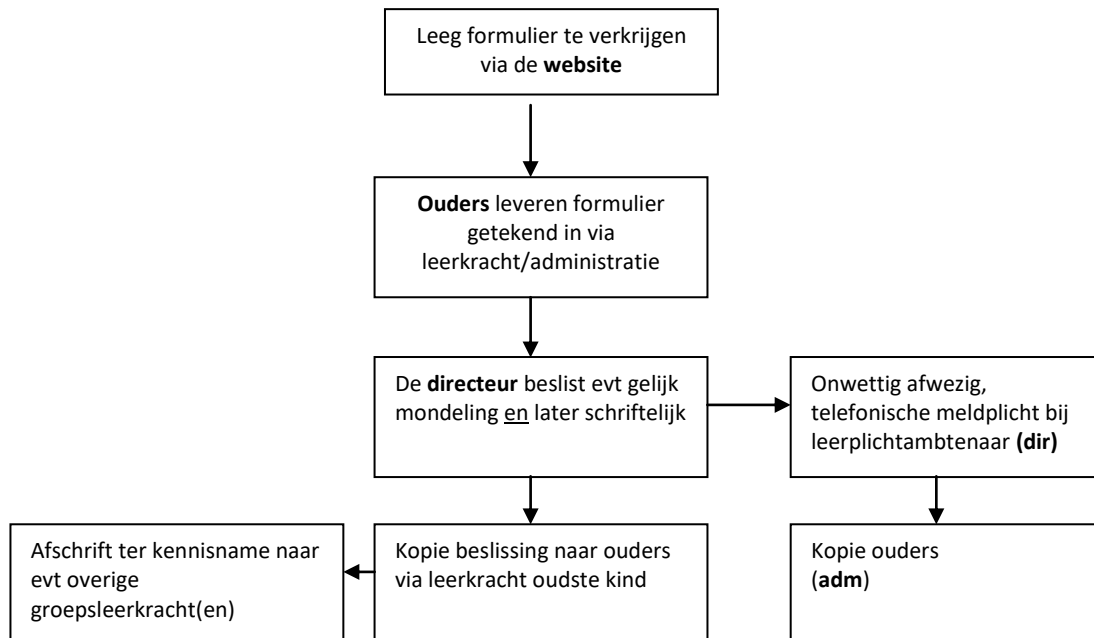 Leeg formulier te verkrijgen
via de website
Ouders leveren formulier
getekend in via
leerkracht/administratie
De directeur beslist evt gelijk
mondeling en later schriftelijk
Onwettig afwezig,
telefonische meldplicht bij
leerplichtambtenaar (dir)
Afschrift ter kennisname naar
evt overige
groepsleerkracht(en)
Kopie beslissing naar ouders
via leerkracht oudste kind
Kopie ouders
(adm)